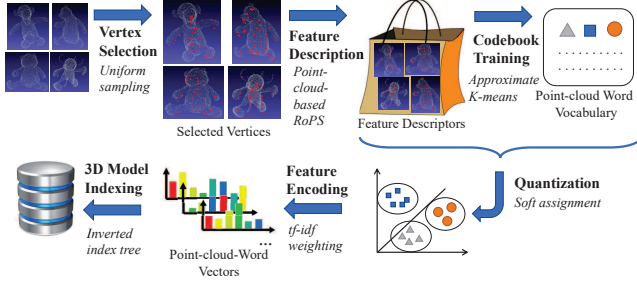 Vertex
Selection
Uniform
sampling
Selected Vertices
Feature
Description
Point-
cloud-
based
RoPS
Feature Descriptors
Codebook
Training
Approximate
K-means
Point-cloud Word
Vocabulary
Quantization
Soft assignment
Feature
Encoding
tf-idf
weighting
Point-cloud-Word
Vectors
...
3D Model
Indexing
Inverted
index tree